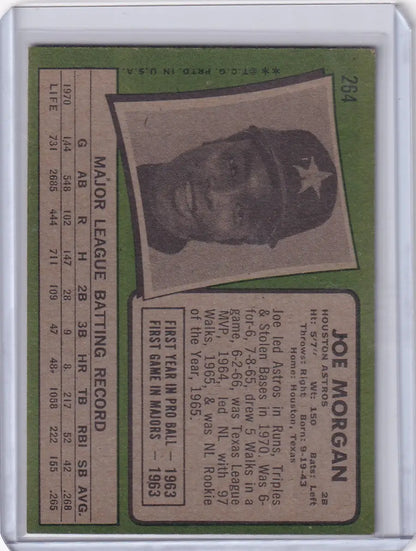 264
JOE MORGAN
HOUSTON ASTROS 2B
Ht: 5'7" Wt: 150 Bats: Left
Throws: Right Born: 9-19-43
Home: Houston, Texas
Joe led Astros in Runs, Triples
& Stolen Bases in 1970. Was 6-
for-6, 7-8-65, drew 5 Walks in a
game, 6-2-66, was Texas League
MVP, 1964, led NL with 97
Walks, 1965, & was NL Rookie
of the Year, 1965.
FIRST YEAR IN PRO BALL — 1963
FIRST GAME IN MAJORS — 1963
★★©T.C.G. PRTD. IN U.S.A.
MAJOR LEAGUE BATTING RECORD
G AB R H 2B 3B HR TB RBI SB AVG.
1970 144 548 102 147 28 9 8 217 52 42 .268
LIFE 731 2685 444 711 109 47 48 1058 222 155 .265